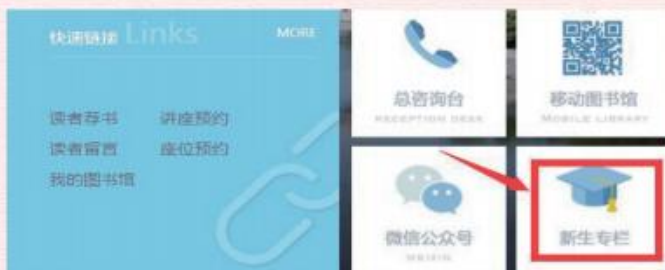 快速链接 Links MORE
读者荐书 讲座预约
读者留言 座位预约
我的图书馆
总咨询台
RECEPTION DESK
移动图书馆
MOBILE LIBRARY
微信公众号
WEIXIN
新生专栏